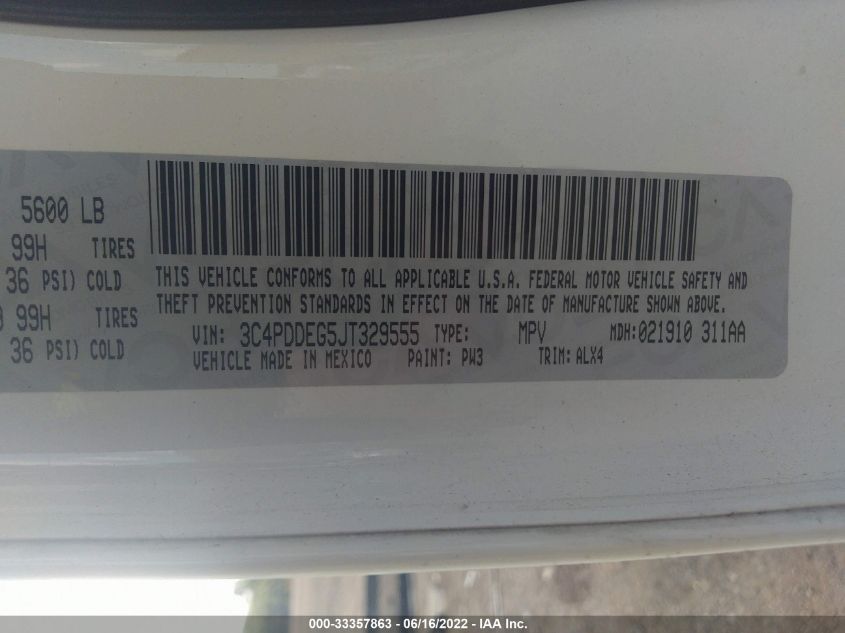 5600 LB
99H TIRES
36 PSI) COLD
99H TIRES
36 PSI) COLD
THIS VEHICLE CONFORMS TO ALL APPLICABLE U.S.A. FEDERAL MOTOR VEHICLE SAFETY AND
THEFT PREVENTION STANDARDS IN EFFECT ON THE DATE OF MANUFACTURE SHOWN ABOVE.
VIN: 3C4PDDEG5JT329555 TYPE: MPV MDH:021910 311AA
VEHICLE MADE IN MEXICO PAINT: PW3 TRIM: ALX4
000-33357863 - 06/16/2022 - IAA Inc.